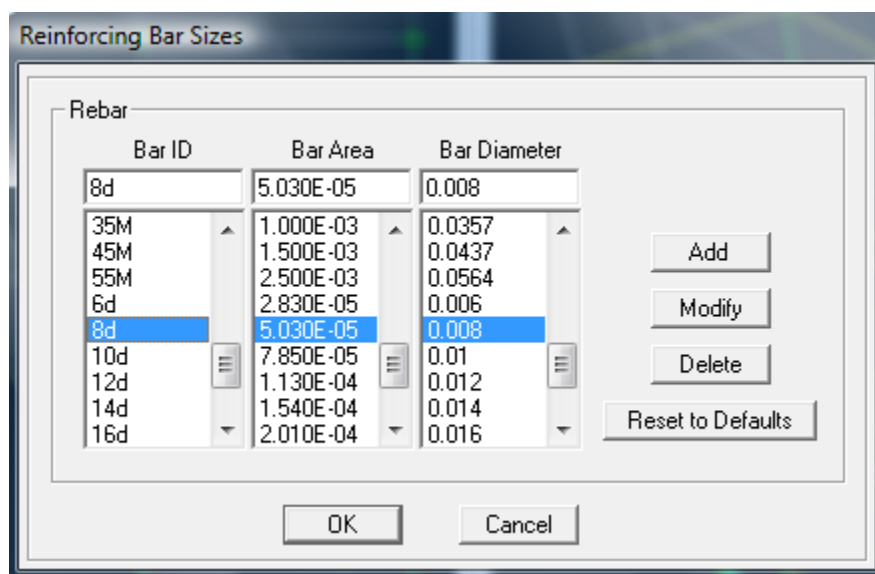 Reinforcing Bar Sizes
Rebar
Bar ID Bar Area Bar Diameter
8d 5.030E-05 0.008
35M 1.000E-03 0.0357
45M 1.500E-03 0.0437
55M 2.500E-03 0.0564
6d 2.830E-05 0.006
8d 5.030E-05 0.008
10d 7.850E-05 0.01
12d 1.130E-04 0.012
14d 1.540E-04 0.014
16d 2.010E-04 0.016
Add
Modify
Delete
Reset to Defaults
OK Cancel